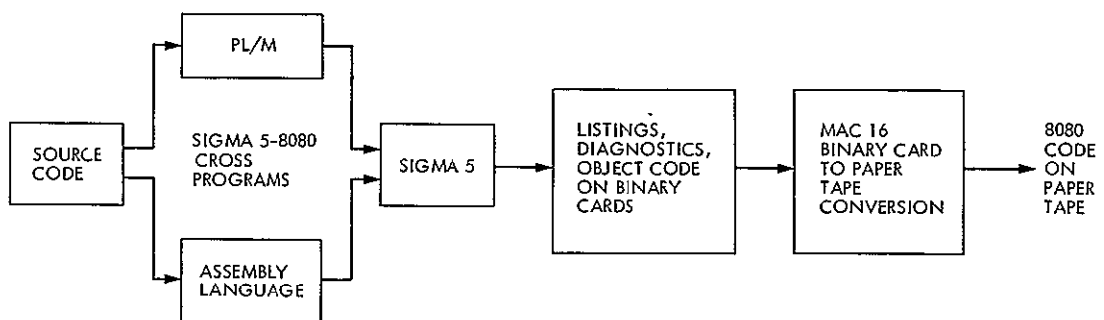 PL/M
SOURCE
CODE
SIGMA 5-8080
CROSS
PROGRAMS
ASSEMBLY
LANGUAGE
SIGMA 5
LISTINGS,
DIAGNOSTICS,
OBJECT CODE
ON BINARY
CARDS
MAC 16
BINARY CARD
TO PAPER
TAPE
CONVERSION
8080
CODE
ON
PAPER
TAPE